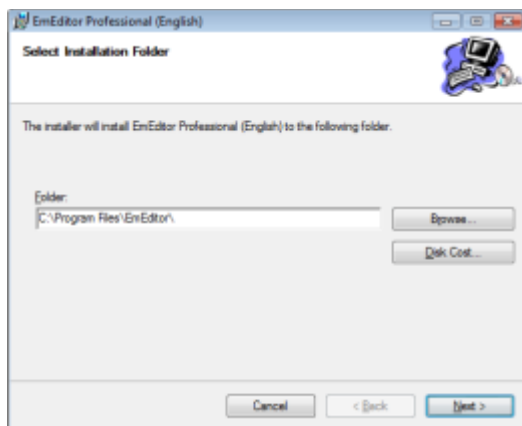 EmEditor Professional (English)
Select Installation Folder
The installer will install EmEditor Professional (English) to the following folder.
Folder:
C:\Program Files\EmEditor\
Browse...
Disk Cost...
Cancel
< Back
Next >